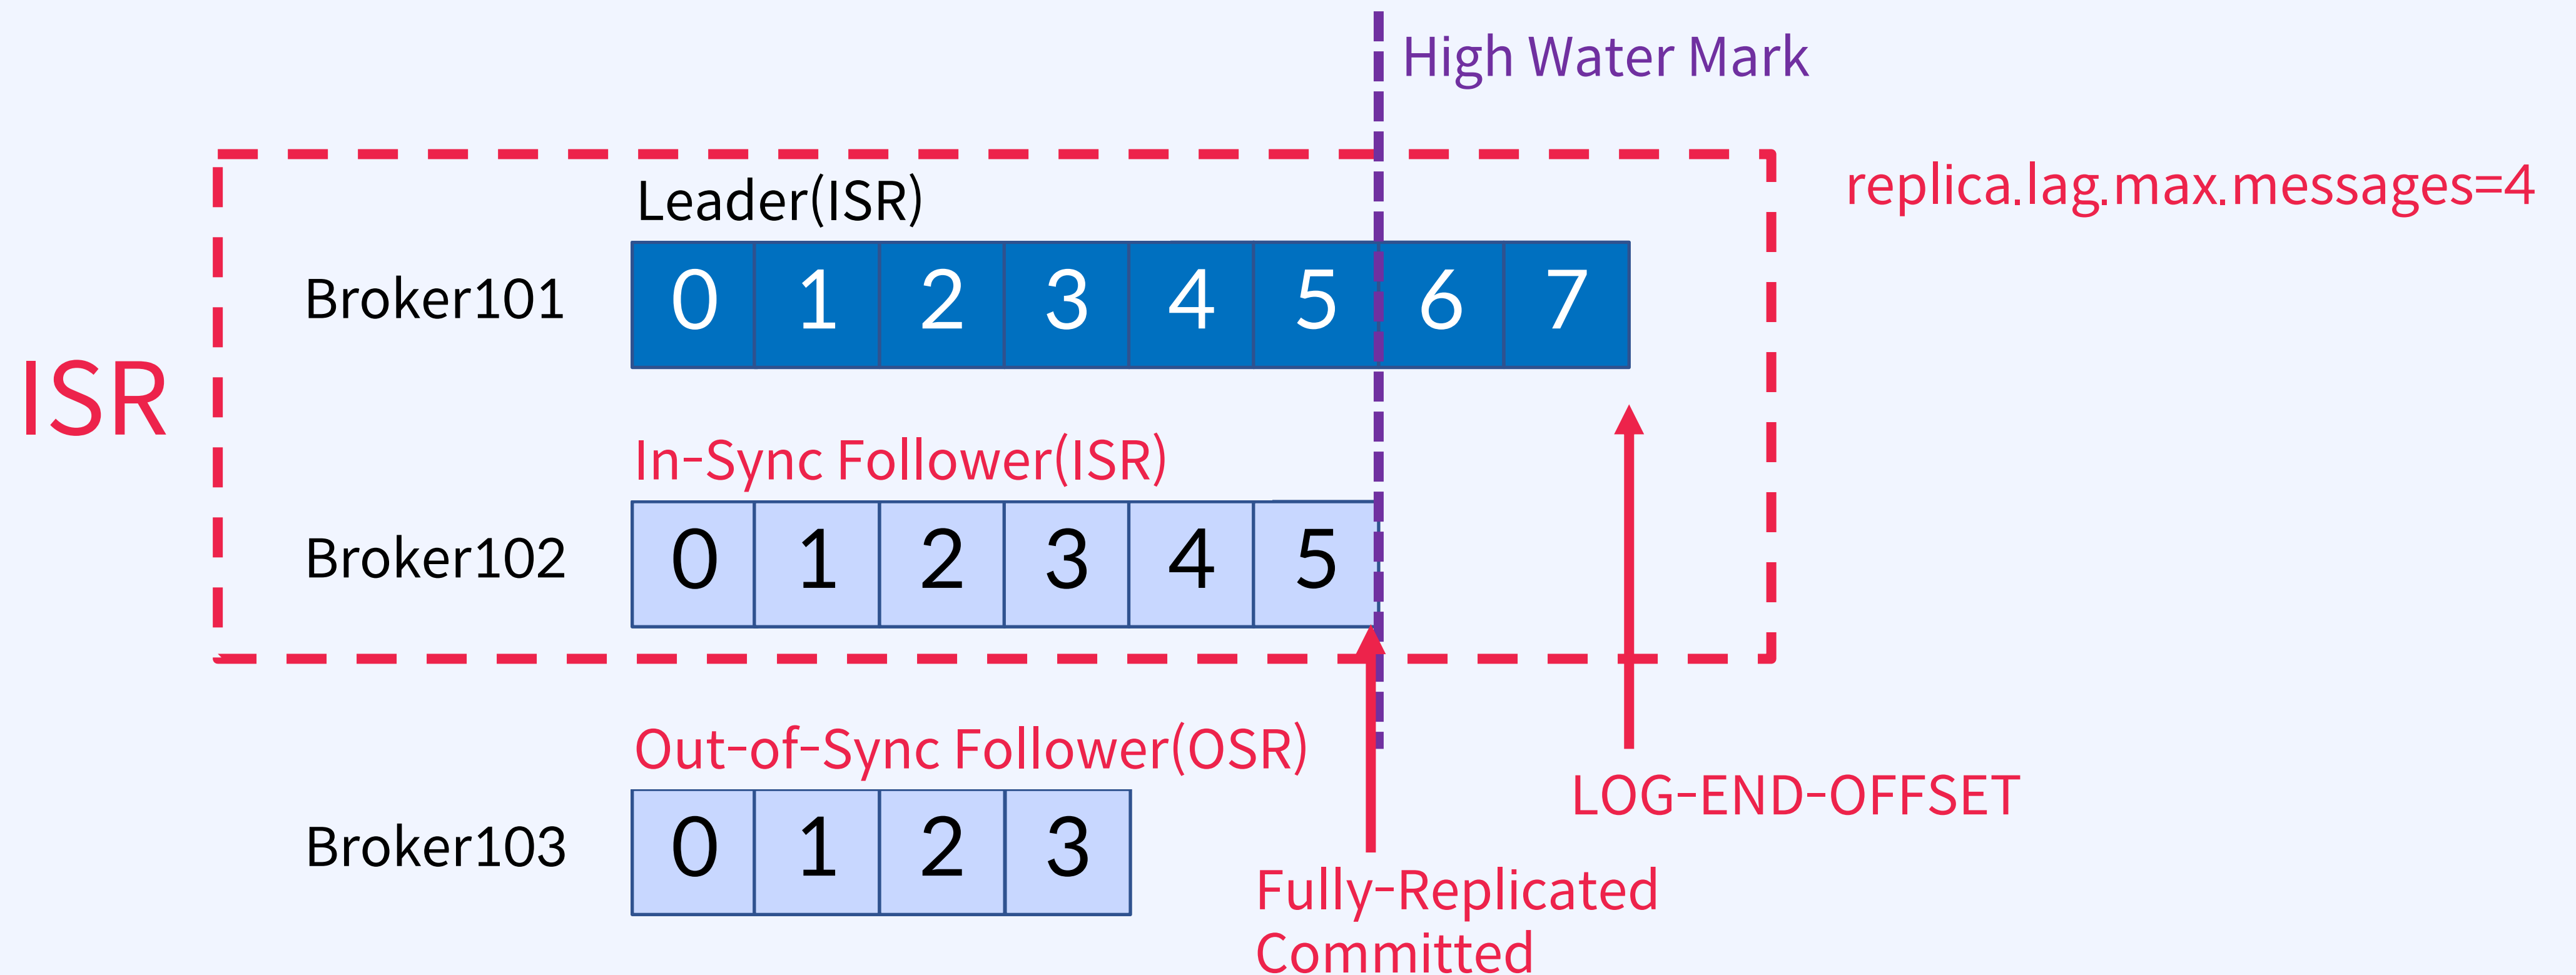 High Water Mark
replica.lag.max.messages=4
Leader(ISR)
Broker101
0 1 2 3 4 5 6 7
ISR
In-Sync Follower(ISR)
Broker102
0 1 2 3 4 5
Out-of-Sync Follower(OSR)
Broker103
0 1 2 3
LOG-END-OFFSET
Fully-Replicated
Committed